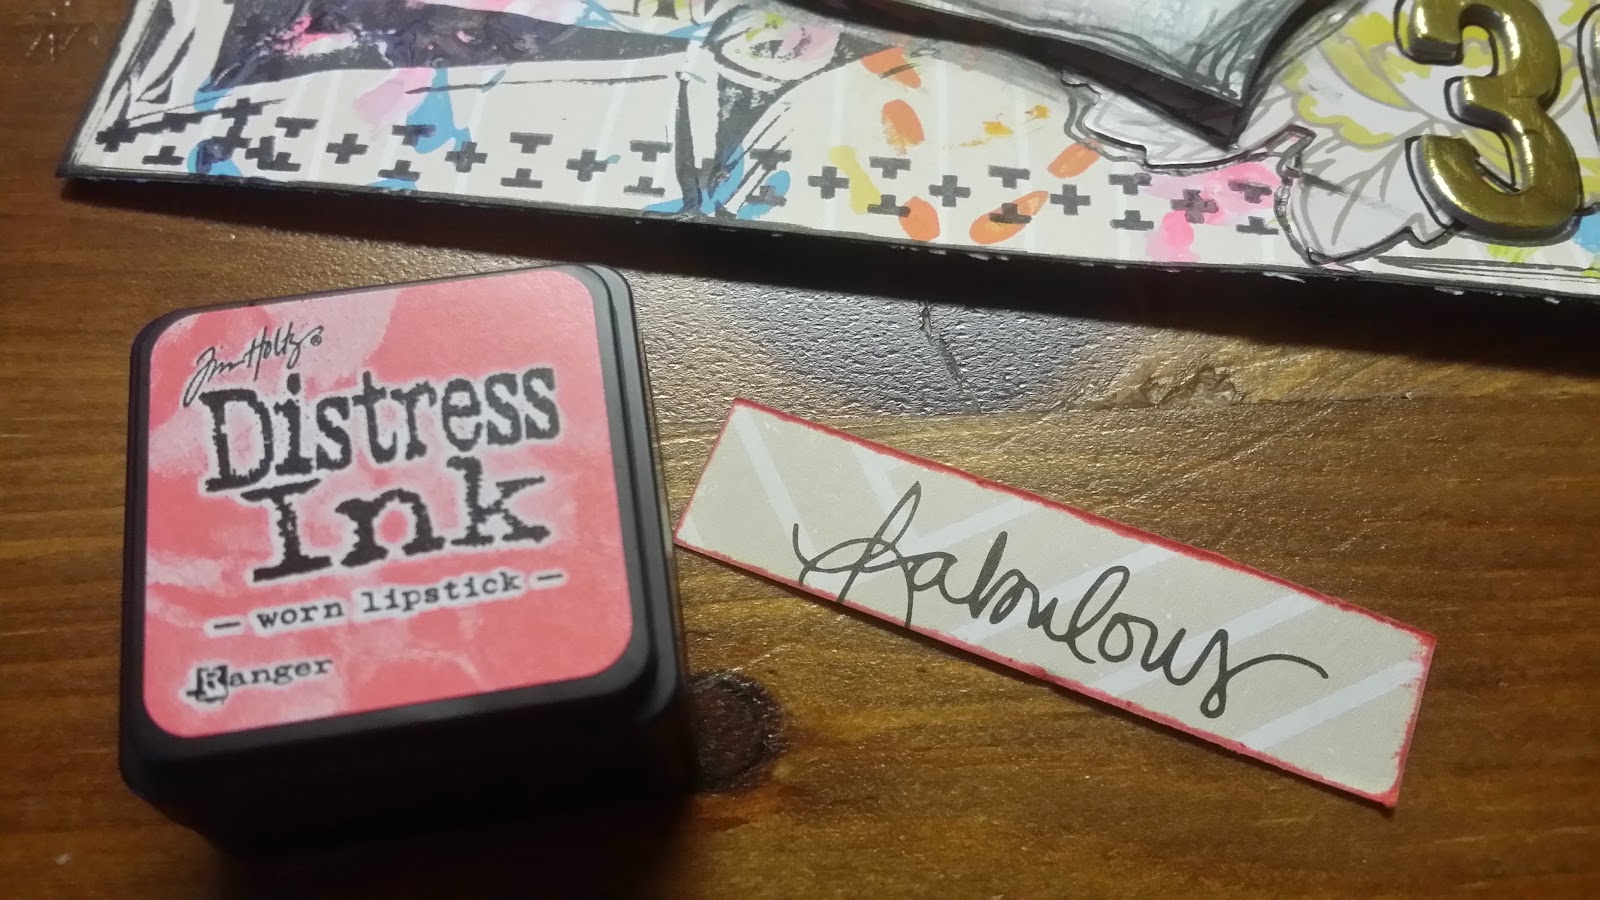 3
Tim Holtz®
Distress
Ink
— worn lipstick —
Ranger
fabulous